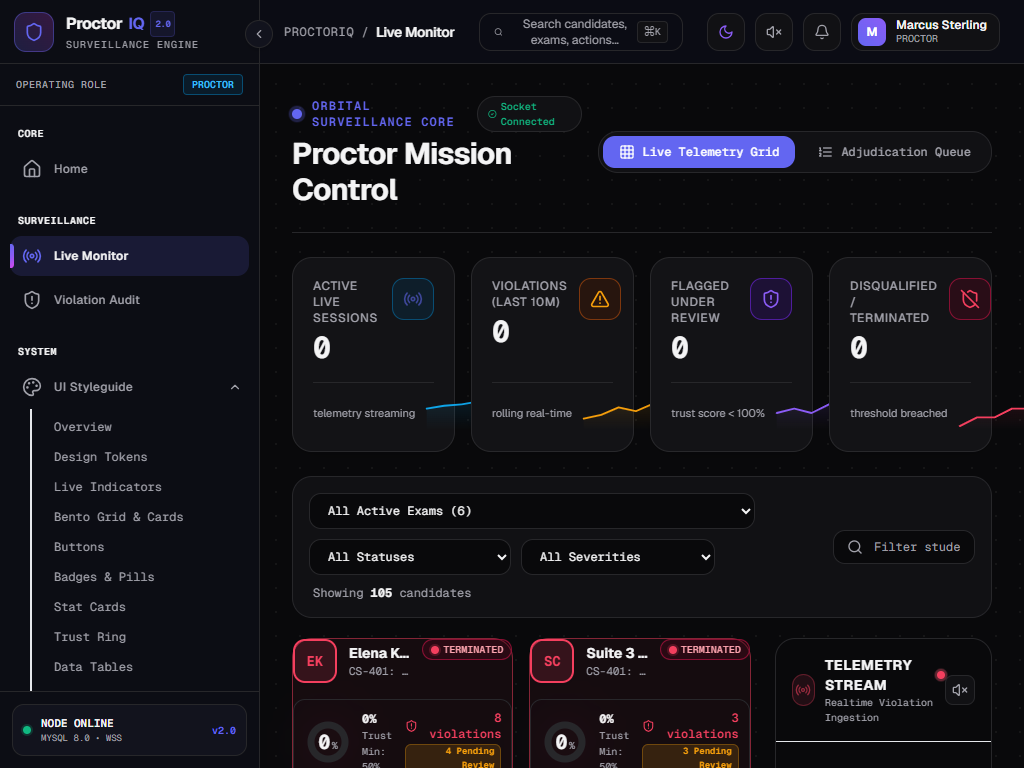 Proctor IQ 2.0
SURVEILLANCE ENGINE
OPERATING ROLE PROCTOR
CORE
Home
SURVEILLANCE
Live Monitor
Violation Audit
SYSTEM
UI Styleguide
Overview
Design Tokens
Live Indicators
Bento Grid & Cards
Buttons
Badges & Pills
Stat Cards
Trust Ring
Data Tables
NODE ONLINE
MYSQL 8.0 • WSS
v2.0
PROCTORIQ / Live Monitor
Search candidates,
exams, actions…
⌘K
M
Marcus Sterling
PROCTOR
ORBITAL
SURVEILLANCE CORE
Socket
Connected
Proctor Mission
Control
Live Telemetry Grid
Adjudication Queue
ACTIVE
LIVE
SESSIONS
0
telemetry streaming
VIOLATIONS
(LAST 10M)
0
rolling real-time
FLAGGED
UNDER
REVIEW
0
trust score < 100%
DISQUALIFIED
/
TERMINATED
0
threshold breached
All Active Exams (6)
All Statuses
All Severities
Filter stude
Showing 105 candidates
EK
Elena K…
CS-401: …
TERMINATED
0%
0%
Trust
Min:
50%
8
violations
4 Pending
Review
SC
Suite 3 …
CS-401: …
TERMINATED
0%
0%
Trust
Min:
50%
3
violations
3 Pending
Review
TELEMETRY
STREAM
Realtime Violation
Ingestion